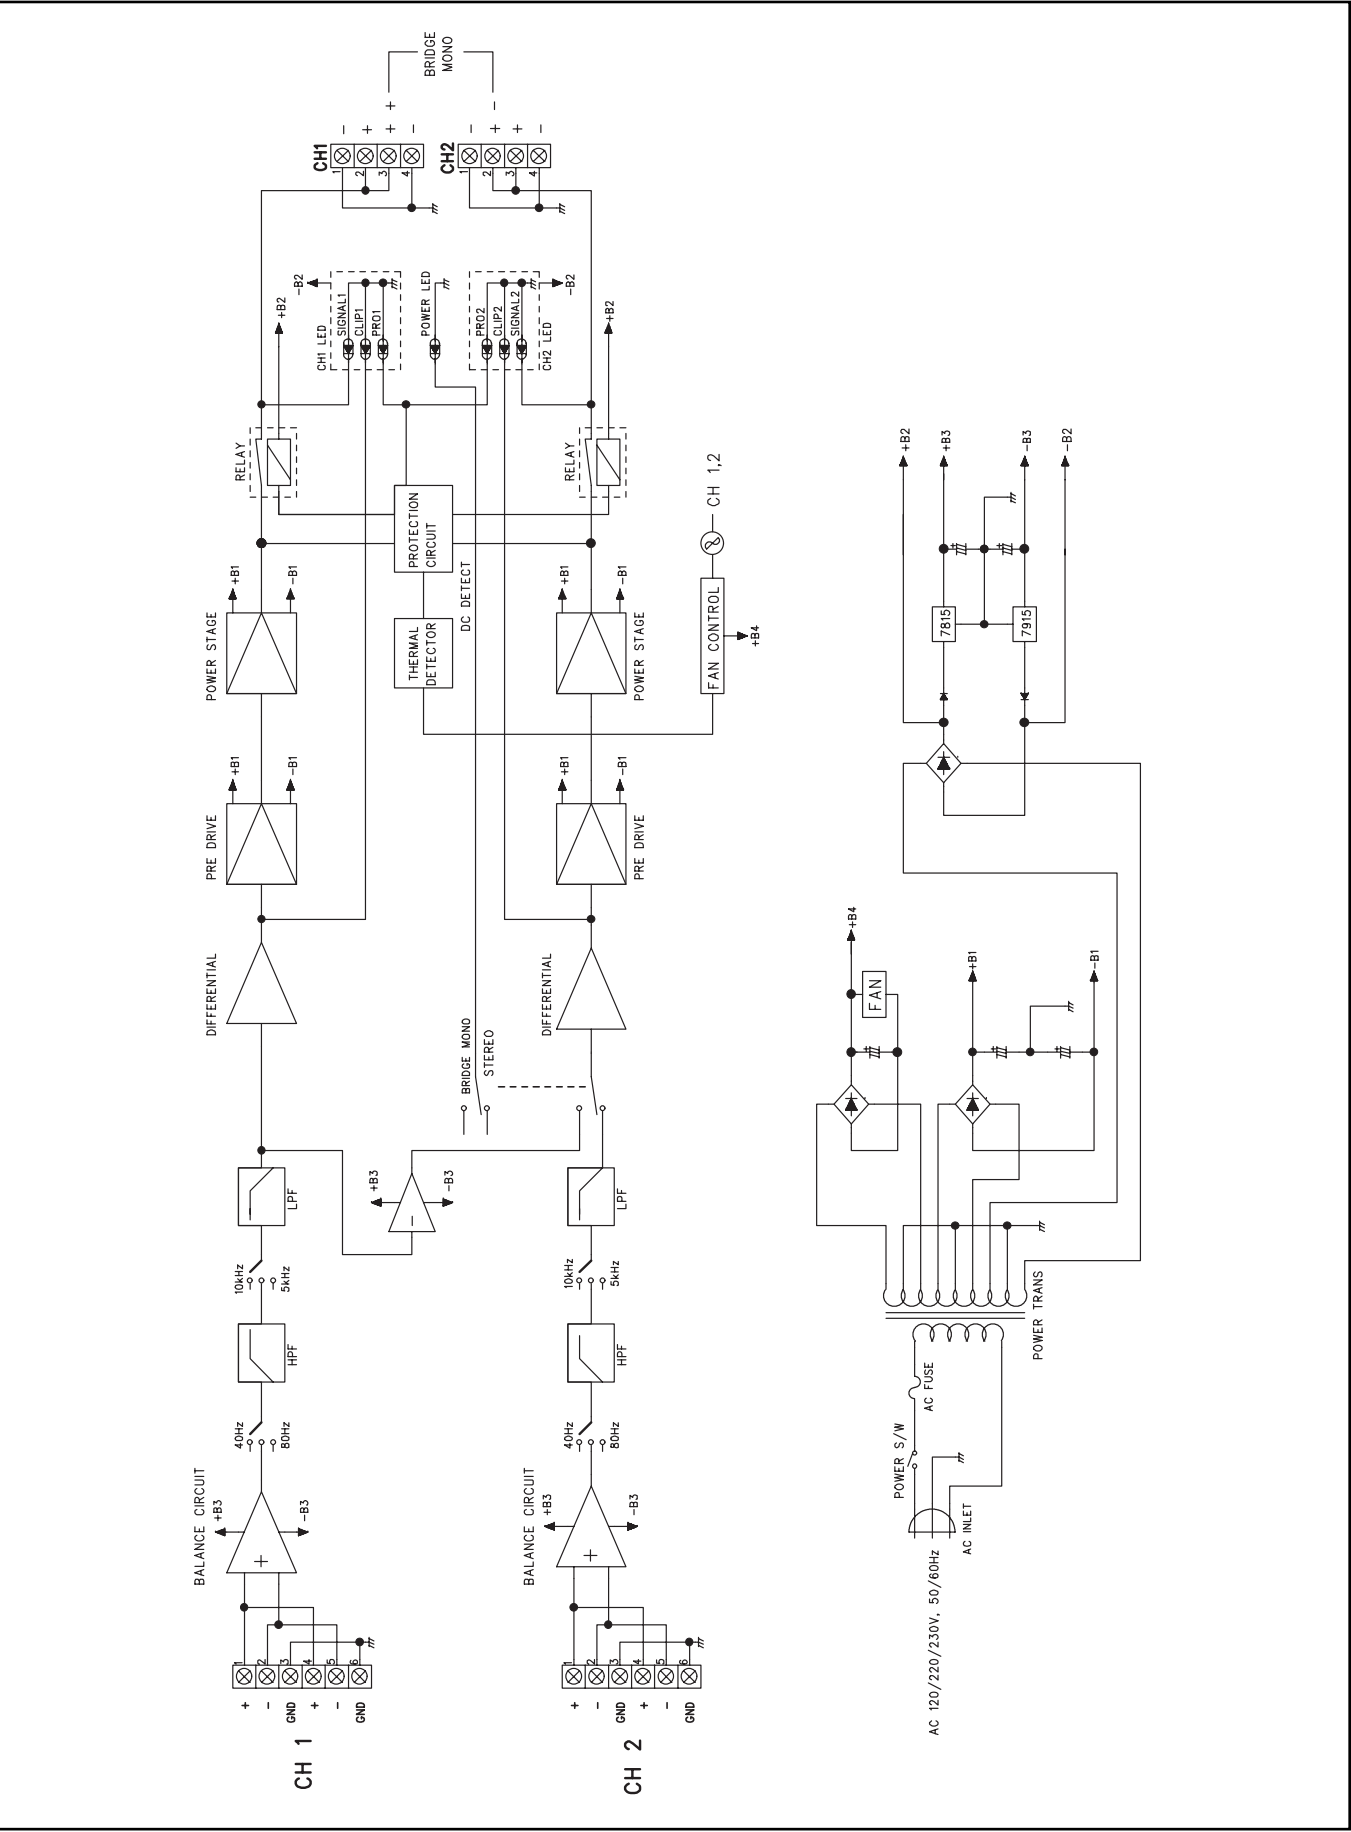 CH 1
+
-
GND
+
-
GND
1
2
3
4
5
6
BALANCE CIRCUIT
+B3
-B3
+
40Hz
80Hz
HPF
10kHz
5kHz
LPF
DIFFERENTIAL
PRE DRIVE
+B1
-B1
POWER STAGE
+B1
-B1
RELAY
+B2
-B2
CH1 LED
SIGNAL1
CLIP1
PRO1
POWER LED
CH1
1
2
3
4
-
+
+ +
-
BRIDGE
MONO
+B3
-B3
-
BRIDGE MONO
STEREO
THERMAL
DETECTOR
PROTECTION
CIRCUIT
DC DETECT
CH 2
+
-
GND
+
-
GND
1
2
3
4
5
6
BALANCE CIRCUIT
+B3
-B3
+
40Hz
80Hz
HPF
10kHz
5kHz
LPF
DIFFERENTIAL
PRE DRIVE
+B1
-B1
POWER STAGE
+B1
-B1
RELAY
+B2
-B2
PRO2
CLIP2
SIGNAL2
CH2 LED
CH2
1
2
3
4
-
+ -
+
-
FAN CONTROL
+B4
CH 1,2
AC 120/220/230V, 50/60Hz
AC INLET
POWER S/W
AC FUSE
POWER TRANS
+B4
FAN
+
+B1
-B1
+
+
7815
7915
+
+
+B2
+B3
-B3
-B2